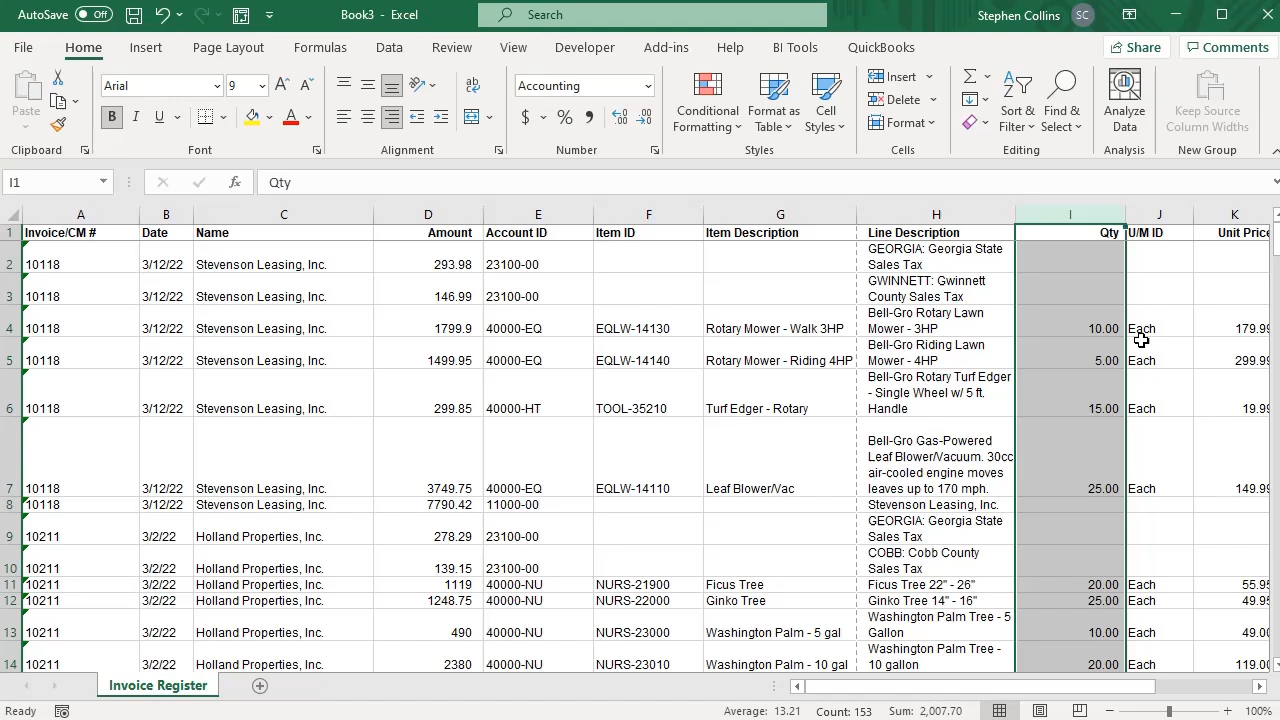 AutoSave Off Book3 - Excel Search Stephen Collins SC
File Home Insert Page Layout Formulas Data Review View Developer Add-ins Help BI Tools QuickBooks Share Comments
Paste Arial 9 Accounting Conditional Formatting Format as Table Cell Styles Insert Delete Format Sort & Filter Find & Select Analyze Data Keep Source Column Widths
Clipboard Font Alignment Number Styles Cells Editing Analysis New Group
I1 fx Qty
A B C D E F G H I J K
1 Invoice/CM # Date Name Amount Account ID Item ID Item Description Line Description Qty U/M ID Unit Price
GEORGIA: Georgia State
2 10118 3/12/22 Stevenson Leasing, Inc. 293.98 23100-00 Sales Tax
GWINNETT: Gwinnett
3 10118 3/12/22 Stevenson Leasing, Inc. 146.99 23100-00 County Sales Tax
Bell-Gro Rotary Lawn
4 10118 3/12/22 Stevenson Leasing, Inc. 1799.9 40000-EQ EQLW-14130 Rotary Mower - Walk 3HP Mower - 3HP 10.00 Each 179.99
Bell-Gro Riding Lawn
5 10118 3/12/22 Stevenson Leasing, Inc. 1499.95 40000-EQ EQLW-14140 Rotary Mower - Riding 4HP Mower - 4HP 5.00 Each 299.99
Bell-Gro Rotary Turf Edger
- Single Wheel w/ 5 ft.
6 10118 3/12/22 Stevenson Leasing, Inc. 299.85 40000-HT TOOL-35210 Turf Edger - Rotary Handle 15.00 Each 19.99
Bell-Gro Gas-Powered
Leaf Blower/Vacuum. 30cc
air-cooled engine moves
7 10118 3/12/22 Stevenson Leasing, Inc. 3749.75 40000-EQ EQLW-14110 Leaf Blower/Vac leaves up to 170 mph. 25.00 Each 149.99
8 10118 3/12/22 Stevenson Leasing, Inc. 7790.42 11000-00 Stevenson Leasing, Inc.
GEORGIA: Georgia State
9 10211 3/2/22 Holland Properties, Inc. 278.29 23100-00 Sales Tax
COBB: Cobb County
10 10211 3/2/22 Holland Properties, Inc. 139.15 23100-00 Sales Tax
11 10211 3/2/22 Holland Properties, Inc. 1119 40000-NU NURS-21900 Ficus Tree Ficus Tree 22" - 26" 20.00 Each 55.95
12 10211 3/2/22 Holland Properties, Inc. 1248.75 40000-NU NURS-22000 Ginko Tree Ginko Tree 14" - 16" 25.00 Each 49.95
Washington Palm Tree - 5
13 10211 3/2/22 Holland Properties, Inc. 490 40000-NU NURS-23000 Washington Palm - 5 gal Gallon 10.00 Each 49.00
Washington Palm Tree -
14 10211 3/2/22 Holland Properties, Inc. 2380 40000-NU NURS-23010 Washington Palm - 10 gal 10 gallon 20.00 Each 119.00
Invoice Register
Ready Average: 13.21 Count: 153 Sum: 2,007.70 100%